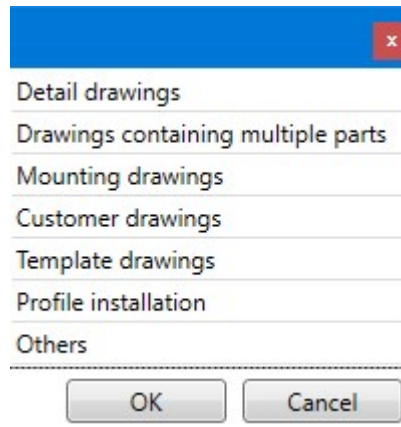 x
Detail drawings
Drawings containing multiple parts
Mounting drawings
Customer drawings
Template drawings
Profile installation
Others
OK Cancel